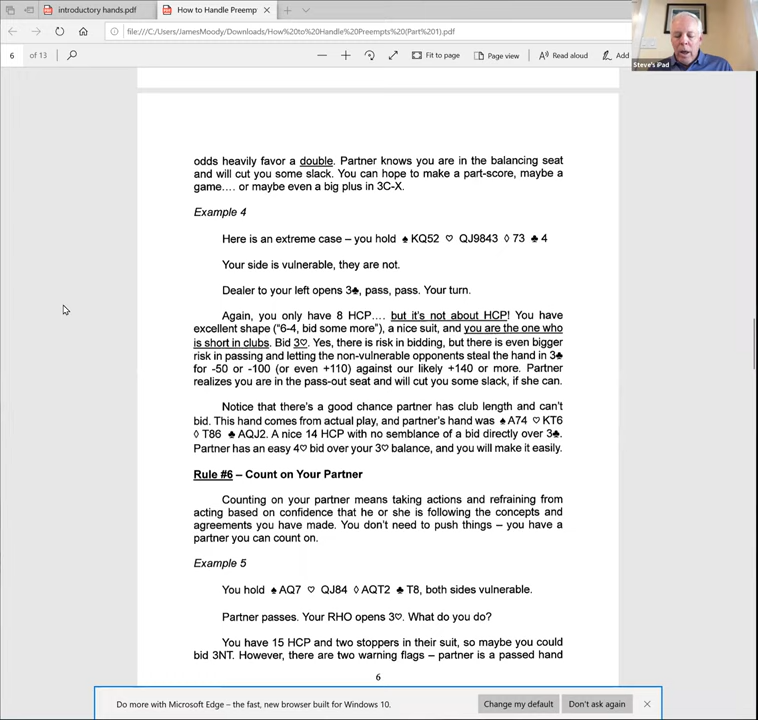 introductory hands.pdf
How to Handle Preempt
file:///C:/Users/JamesMoody/Downloads/How%20to%20Handle%20Preempts%20(Part%201).pdf
6 of 13
Fit to page
Page view
Read aloud
Add
Steve's iPad
odds heavily favor a double. Partner knows you are in the balancing seat
and will cut you some slack. You can hope to make a part-score, maybe a
game…. or maybe even a big plus in 3C-X.
Example 4
Here is an extreme case – you hold ♠ KQ52 ♡ QJ9843 ◊ 73 ♣ 4
Your side is vulnerable, they are not.
Dealer to your left opens 3♣, pass, pass. Your turn.
Again, you only have 8 HCP…. but it's not about HCP! You have
excellent shape ("6-4, bid some more"), a nice suit, and you are the one who
is short in clubs. Bid 3♡. Yes, there is risk in bidding, but there is even bigger
risk in passing and letting the non-vulnerable opponents steal the hand in 3♣
for -50 or -100 (or even +110) against our likely +140 or more. Partner
realizes you are in the pass-out seat and will cut you some slack, if she can.
Notice that there's a good chance partner has club length and can't
bid. This hand comes from actual play, and partner's hand was ♠ A74 ♡ KT6
◊ T86 ♣ AQJ2. A nice 14 HCP with no semblance of a bid directly over 3♣.
Partner has an easy 4♡ bid over your 3♡ balance, and you will make it easily.
Rule #6 – Count on Your Partner
Counting on your partner means taking actions and refraining from
acting based on confidence that he or she is following the concepts and
agreements you have made. You don't need to push things – you have a
partner you can count on.
Example 5
You hold ♠ AQ7 ♡ QJ84 ◊ AQT2 ♣ T8, both sides vulnerable.
Partner passes. Your RHO opens 3♡. What do you do?
You have 15 HCP and two stoppers in their suit, so maybe you could
bid 3NT. However, there are two warning flags – partner is a passed hand
6
Do more with Microsoft Edge – the fast, new browser built for Windows 10.
Change my default
Don't ask again